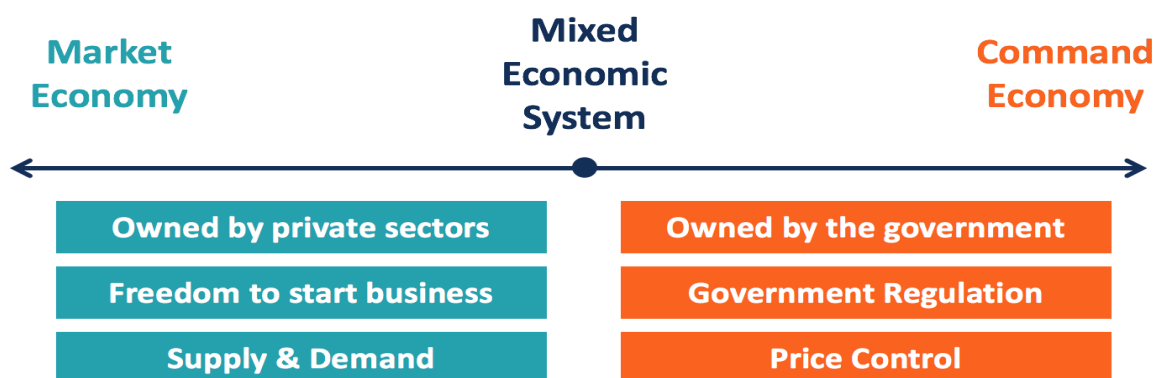 Market
Economy
Mixed
Economic
System
Command
Economy
Owned by private sectors
Owned by the government
Freedom to start business
Government Regulation
Supply & Demand
Price Control